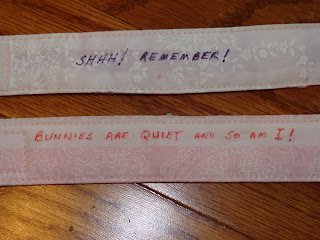 SHHH! REMEMBER!
BUNNIES ARE QUIET AND SO AM I!